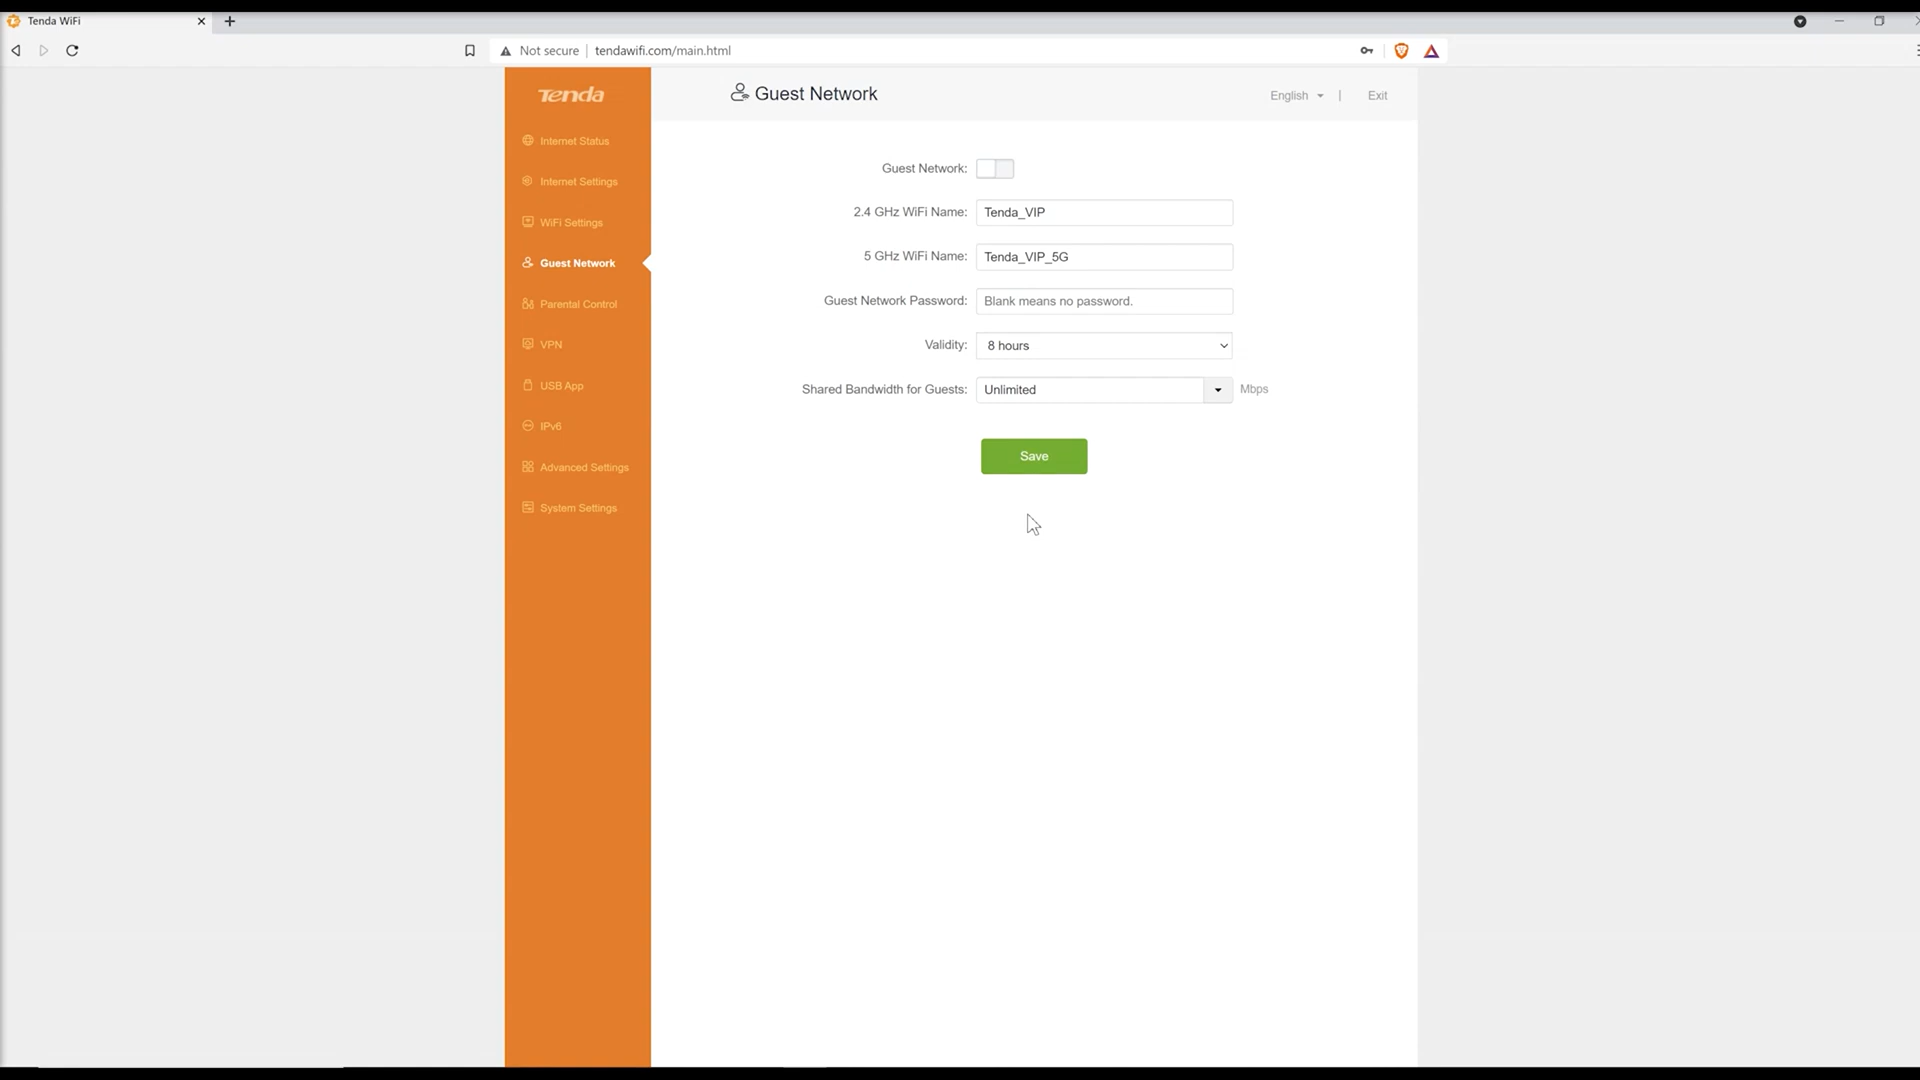 Tenda WiFi
Not secure
tendawifi.com/main.html
Tenda
Guest Network
English
|
Exit
Internet Status
Internet Settings
WiFi Settings
Guest Network
Parental Control
VPN
USB App
IPv6
Advanced Settings
System Settings
Guest Network:
2.4 GHz WiFi Name: Tenda_VIP
5 GHz WiFi Name: Tenda_VIP_5G
Guest Network Password: Blank means no password.
Validity: 8 hours
Shared Bandwidth for Guests: Unlimited Mbps
Save